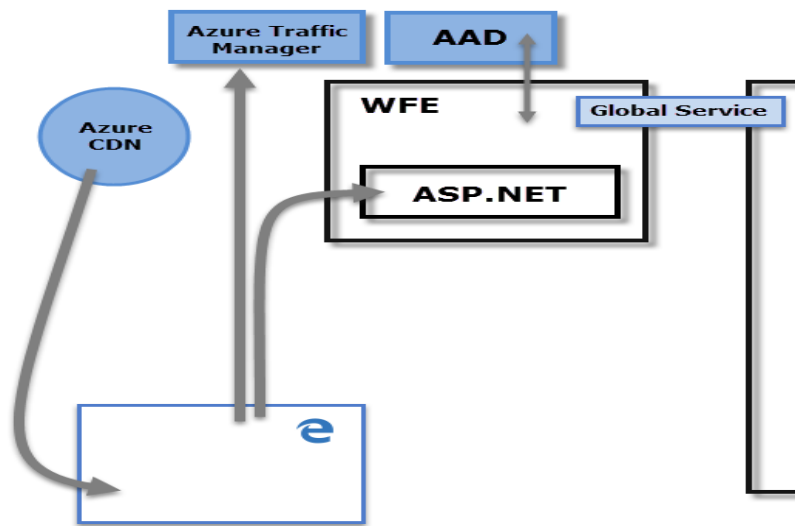 Azure Traffic
Manager
AAD
WFE
Global Service
Azure
CDN
ASP.NET